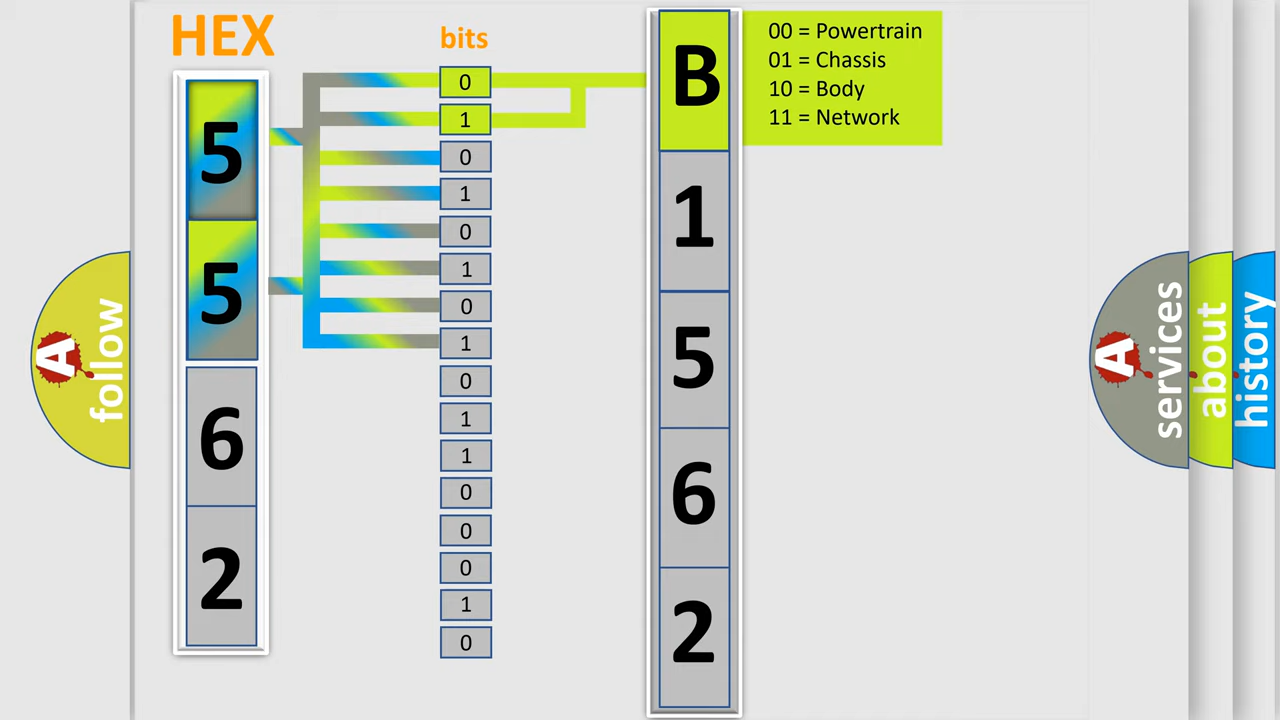 HEX
bits
5
5
6
2
0
1
0
1
0
1
0
1
0
1
1
0
0
0
1
0
B
1
5
6
2
00 = Powertrain
01 = Chassis
10 = Body
11 = Network
A follow
A services
about
history